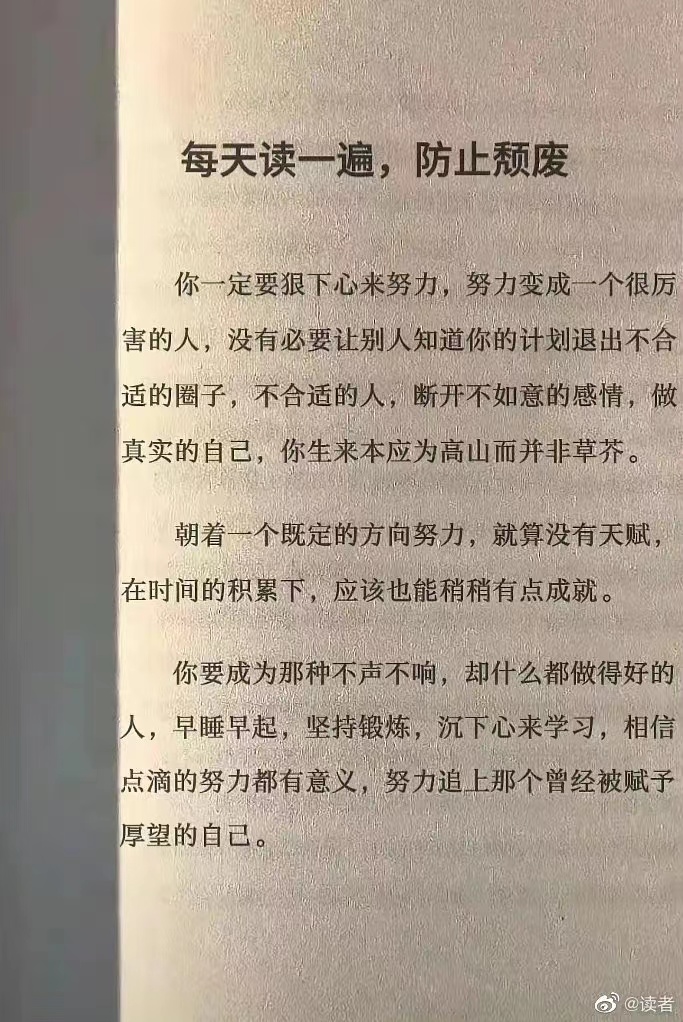 每天读一遍，防止颓废
你一定要狠下心来努力，努力变成一个很厉
害的人，没有必要让别人知道你的计划退出不合
适的圈子，不合适的人，断开不如意的感情，做
真实的自己，你生来本应为高山而并非草芥。
朝着一个既定的方向努力，就算没有天赋，
在时间的积累下，应该也能稍稍有点成就。
你要成为那种不声不响，却什么都做得好的
人，早睡早起，坚持锻炼，沉下心来学习，相信
点滴的努力都有意义，努力追上那个曾经被赋予
厚望的自己。
@读者